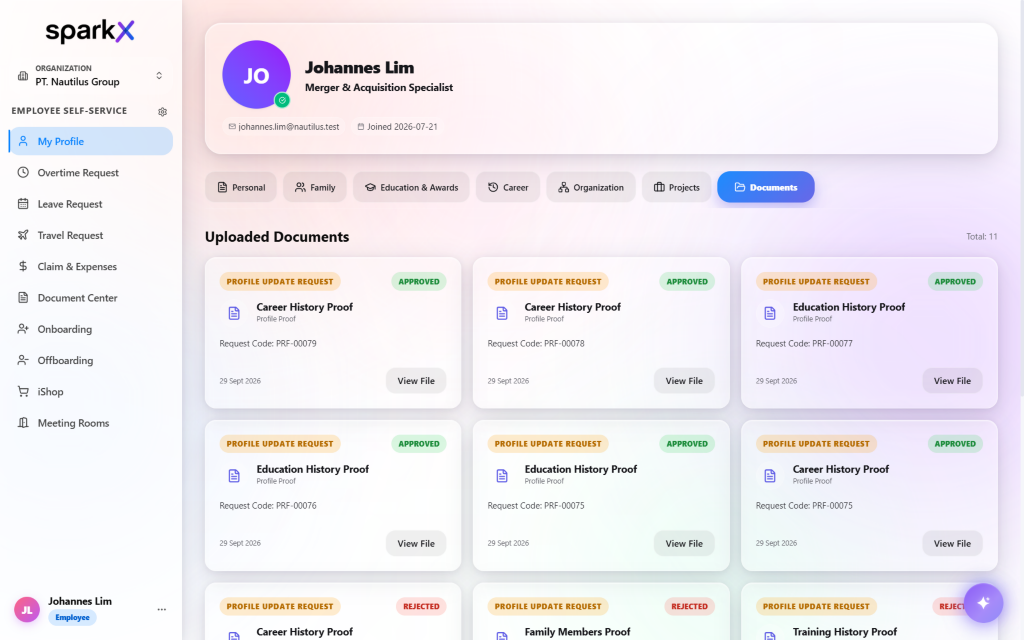 sparkX
ORGANIZATION
PT. Nautilus Group
EMPLOYEE SELF-SERVICE
My Profile
Overtime Request
Leave Request
Travel Request
Claim & Expenses
Document Center
Onboarding
Offboarding
iShop
Meeting Rooms
JL
Johannes Lim
Employee
JO
Johannes Lim
Merger & Acquisition Specialist
johannes.lim@nautilus.test
Joined 2026-07-21
Personal
Family
Education & Awards
Career
Organization
Projects
Documents
Uploaded Documents
Total: 11
PROFILE UPDATE REQUEST
APPROVED
Career History Proof
Profile Proof
Request Code: PRF-00079
29 Sept 2026
View File
PROFILE UPDATE REQUEST
APPROVED
Career History Proof
Profile Proof
Request Code: PRF-00078
29 Sept 2026
View File
PROFILE UPDATE REQUEST
APPROVED
Education History Proof
Profile Proof
Request Code: PRF-00077
29 Sept 2026
View File
PROFILE UPDATE REQUEST
APPROVED
Education History Proof
Profile Proof
Request Code: PRF-00076
29 Sept 2026
View File
PROFILE UPDATE REQUEST
APPROVED
Education History Proof
Profile Proof
Request Code: PRF-00075
29 Sept 2026
View File
PROFILE UPDATE REQUEST
APPROVED
Career History Proof
Profile Proof
Request Code: PRF-00075
29 Sept 2026
View File
PROFILE UPDATE REQUEST
REJECTED
Career History Proof
PROFILE UPDATE REQUEST
REJECTED
Family Members Proof
PROFILE UPDATE REQUEST
Training History Proof